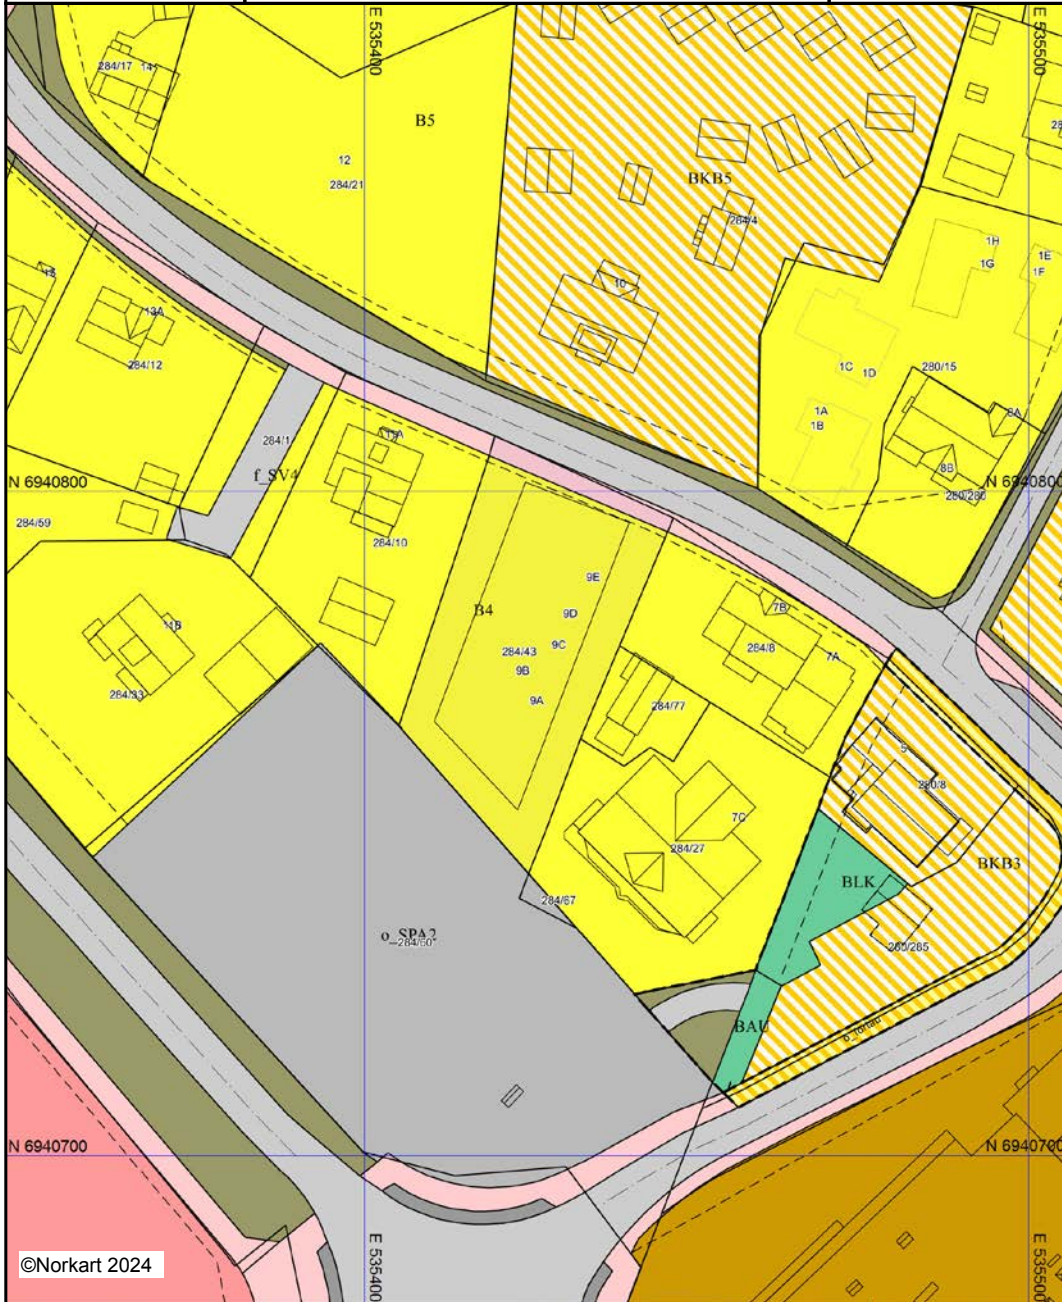 E 535400
E 535500
284/17
14
B5
12
284/21
BKB5
284/4
1H
1G
1E
1F
10
13A
284/12
1C
1D
280/15
1A
1B
8A
8B
284/1
f_SV4
11A
N 6940800
N 6940800
280/280
284/59
284/10
9E
B4
9D
9C
284/43
9B
9A
7B
284/8
7A
11B
284/33
284/77
5
280/8
7C
284/27
BKB3
BLK
284/67
o_SPA2
284/60
280/285
BAU
o_fortau
N 6940700
N 6940700
E 535400
E 535500
©Norkart 2024